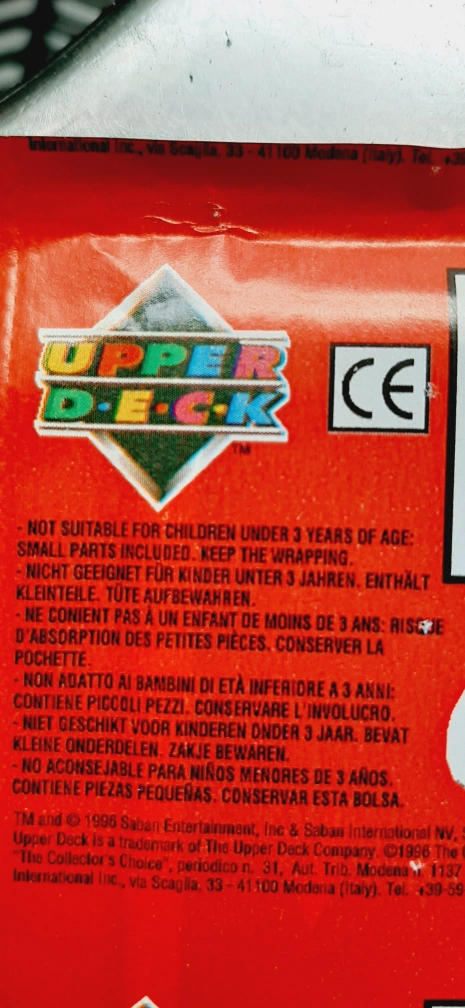 International Inc., via Scaglia, 33 - 41100 Modena (Italy). Tel. +39
UPPER
D·E·C·K
TM
CE
- NOT SUITABLE FOR CHILDREN UNDER 3 YEARS OF AGE:
SMALL PARTS INCLUDED. KEEP THE WRAPPING.
- NICHT GEEIGNET FÜR KINDER UNTER 3 JAHREN. ENTHÄLT
KLEINTEILE. TÜTE AUFBEWAHREN.
- NE CONIENT PAS À UN ENFANT DE MOINS DE 3 ANS: RISQUE
D'ABSORPTION DES PETITES PIÈCES. CONSERVER LA
POCHETTE.
- NON ADATTO AI BAMBINI DI ETÀ INFERIORE A 3 ANNI:
CONTIENE PICCOLI PEZZI. CONSERVARE L'INVOLUCRO.
- NIET GESCHIKT VOOR KINDEREN ONDER 3 JAAR. BEVAT
KLEINE ONDERDELEN. ZAKJE BEWAREN.
- NO ACONSEJABLE PARA NIÑOS MENORES DE 3 AÑOS.
CONTIENE PIEZAS PEQUEÑAS. CONSERVAR ESTA BOLSA.
TM and © 1996 Saban Entertainment, Inc & Saban International NV.
Upper Deck is a trademark of The Upper Deck Company. ©1996 The
"The Collector's Choice", periodico n. 31, Aut. Trib. Modena n. 1137
International Inc., via Scaglia, 33 - 41100 Modena (Italy). Tel. +39-59